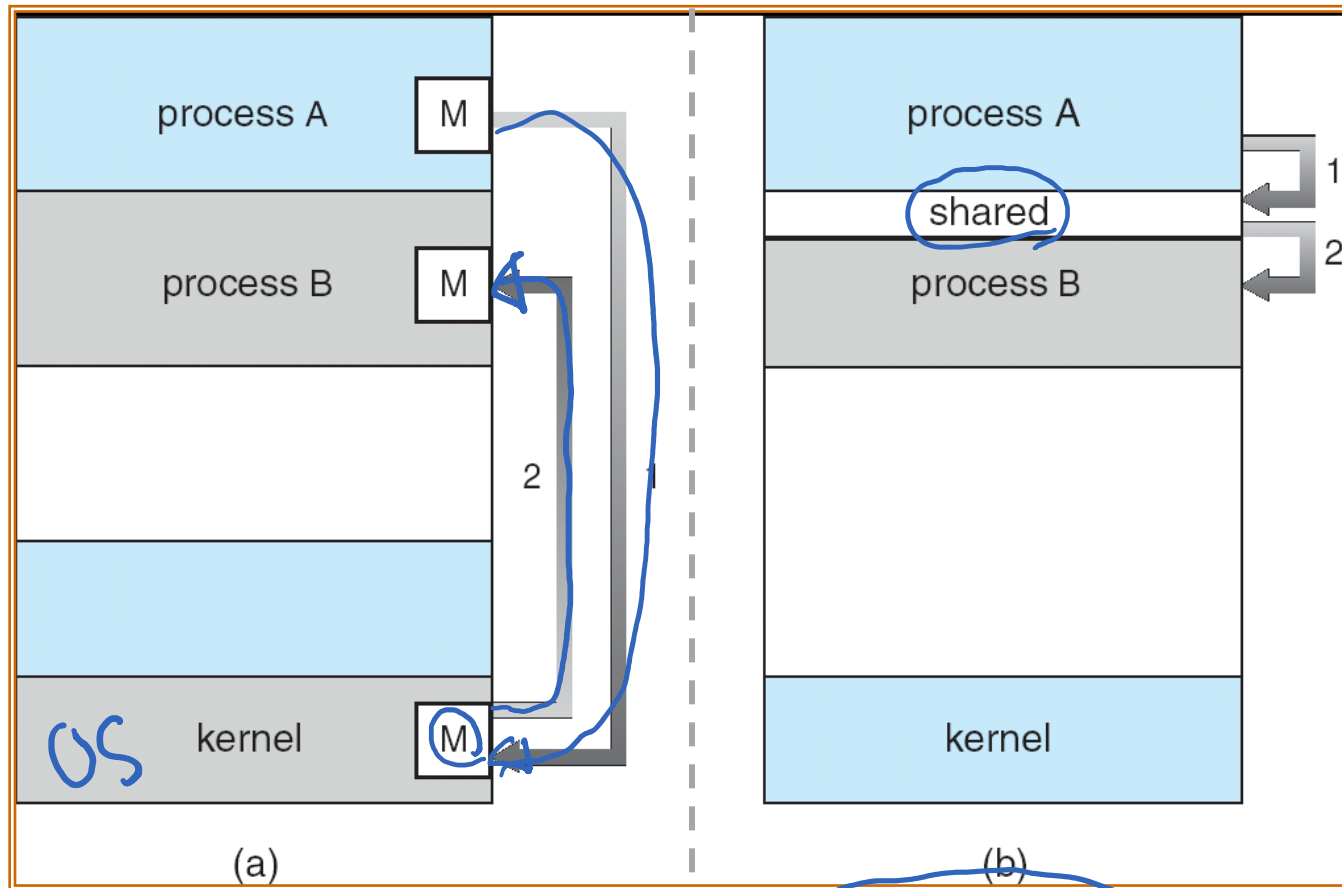 process A
M
process B
M
2
1
OS
kernel
M
(a)
process A
shared
process B
1
2
kernel
(b)